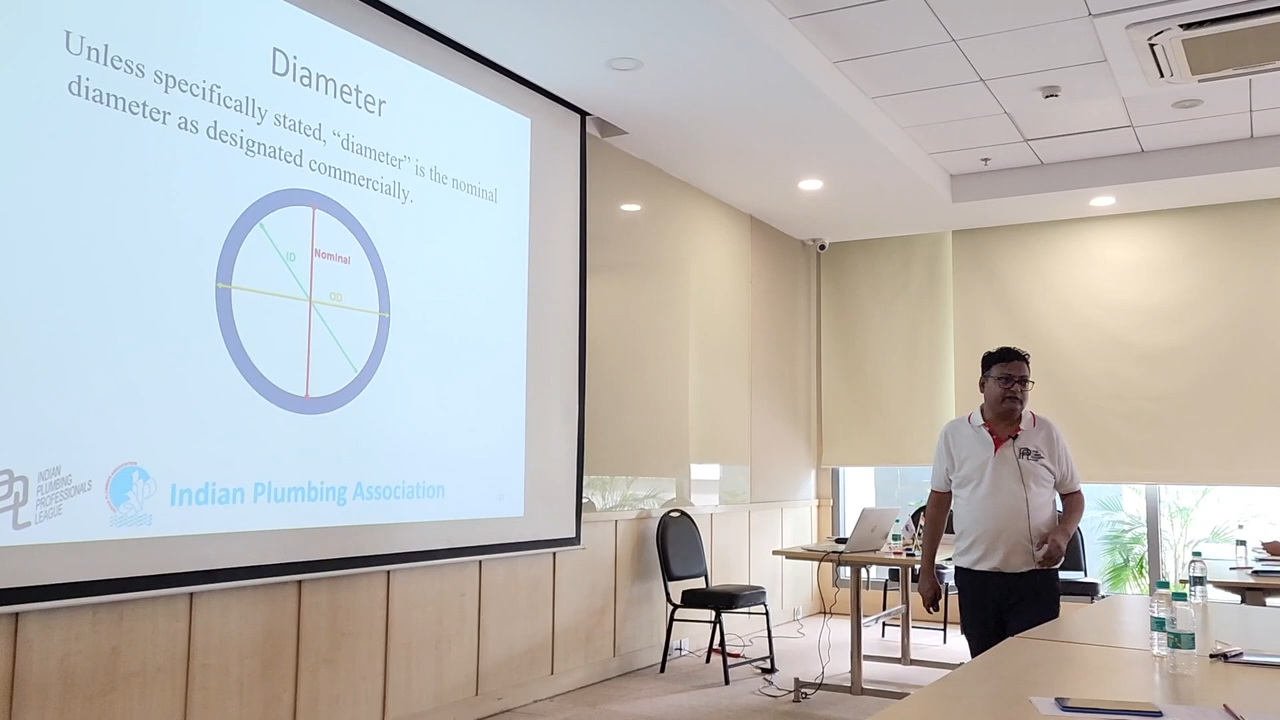 Diameter
Unless specifically stated, “diameter” is the nominal
diameter as designated commercially.
ID
Nominal
OD
INDIAN
PLUMBING
PROFESSIONALS
LEAGUE
Indian Plumbing Association